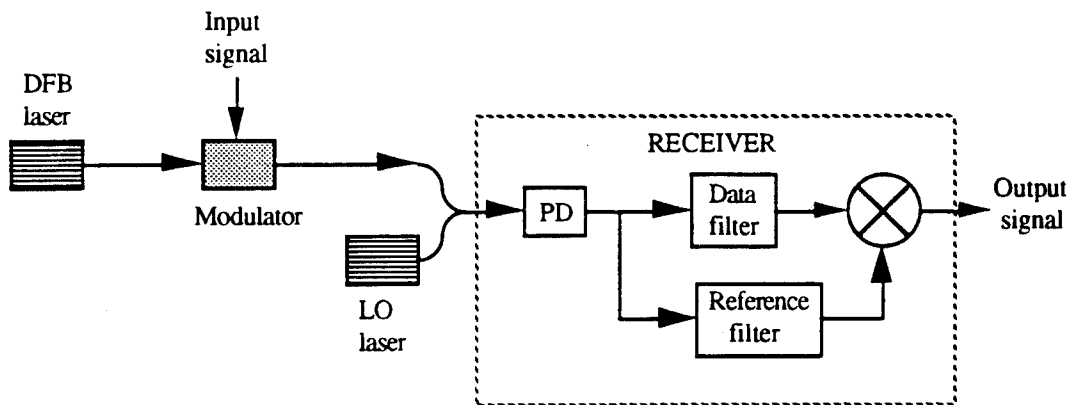 Input
signal
DFB
laser
Modulator
LO
laser
RECEIVER
PD
Data
filter
Reference
filter
Output
signal